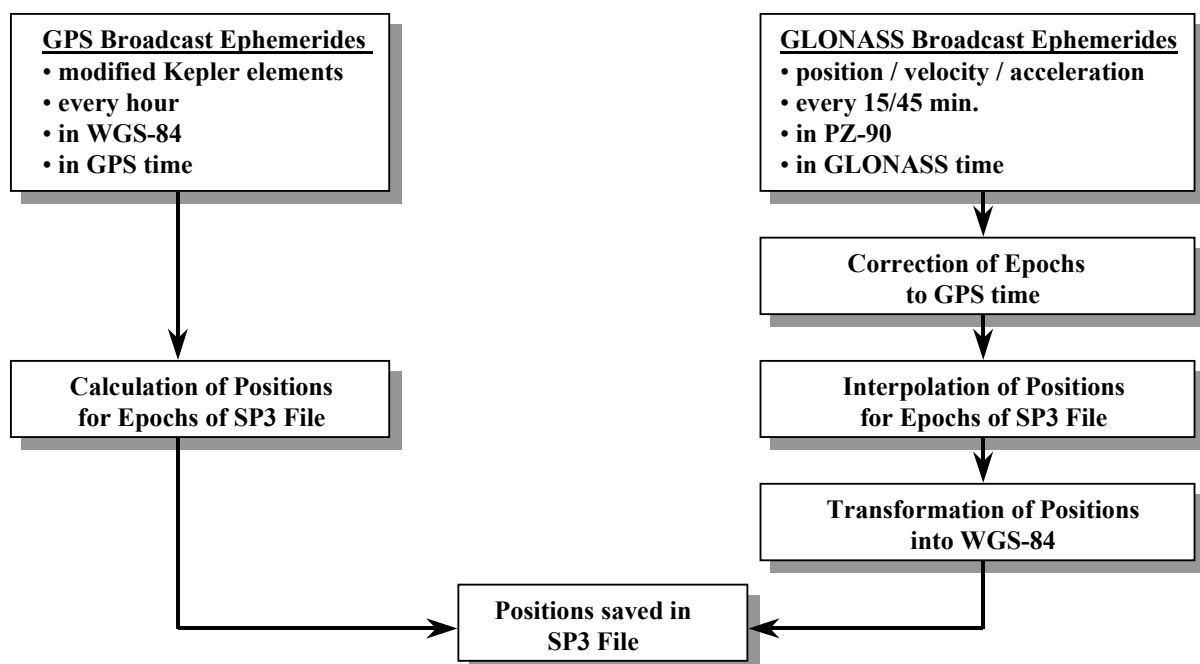 GPS Broadcast Ephemerides
• modified Kepler elements
• every hour
• in WGS-84
• in GPS time
GLONASS Broadcast Ephemerides
• position / velocity / acceleration
• every 15/45 min.
• in PZ-90
• in GLONASS time
Correction of Epochs
to GPS time
Calculation of Positions
for Epochs of SP3 File
Interpolation of Positions
for Epochs of SP3 File
Transformation of Positions
into WGS-84
Positions saved in
SP3 File